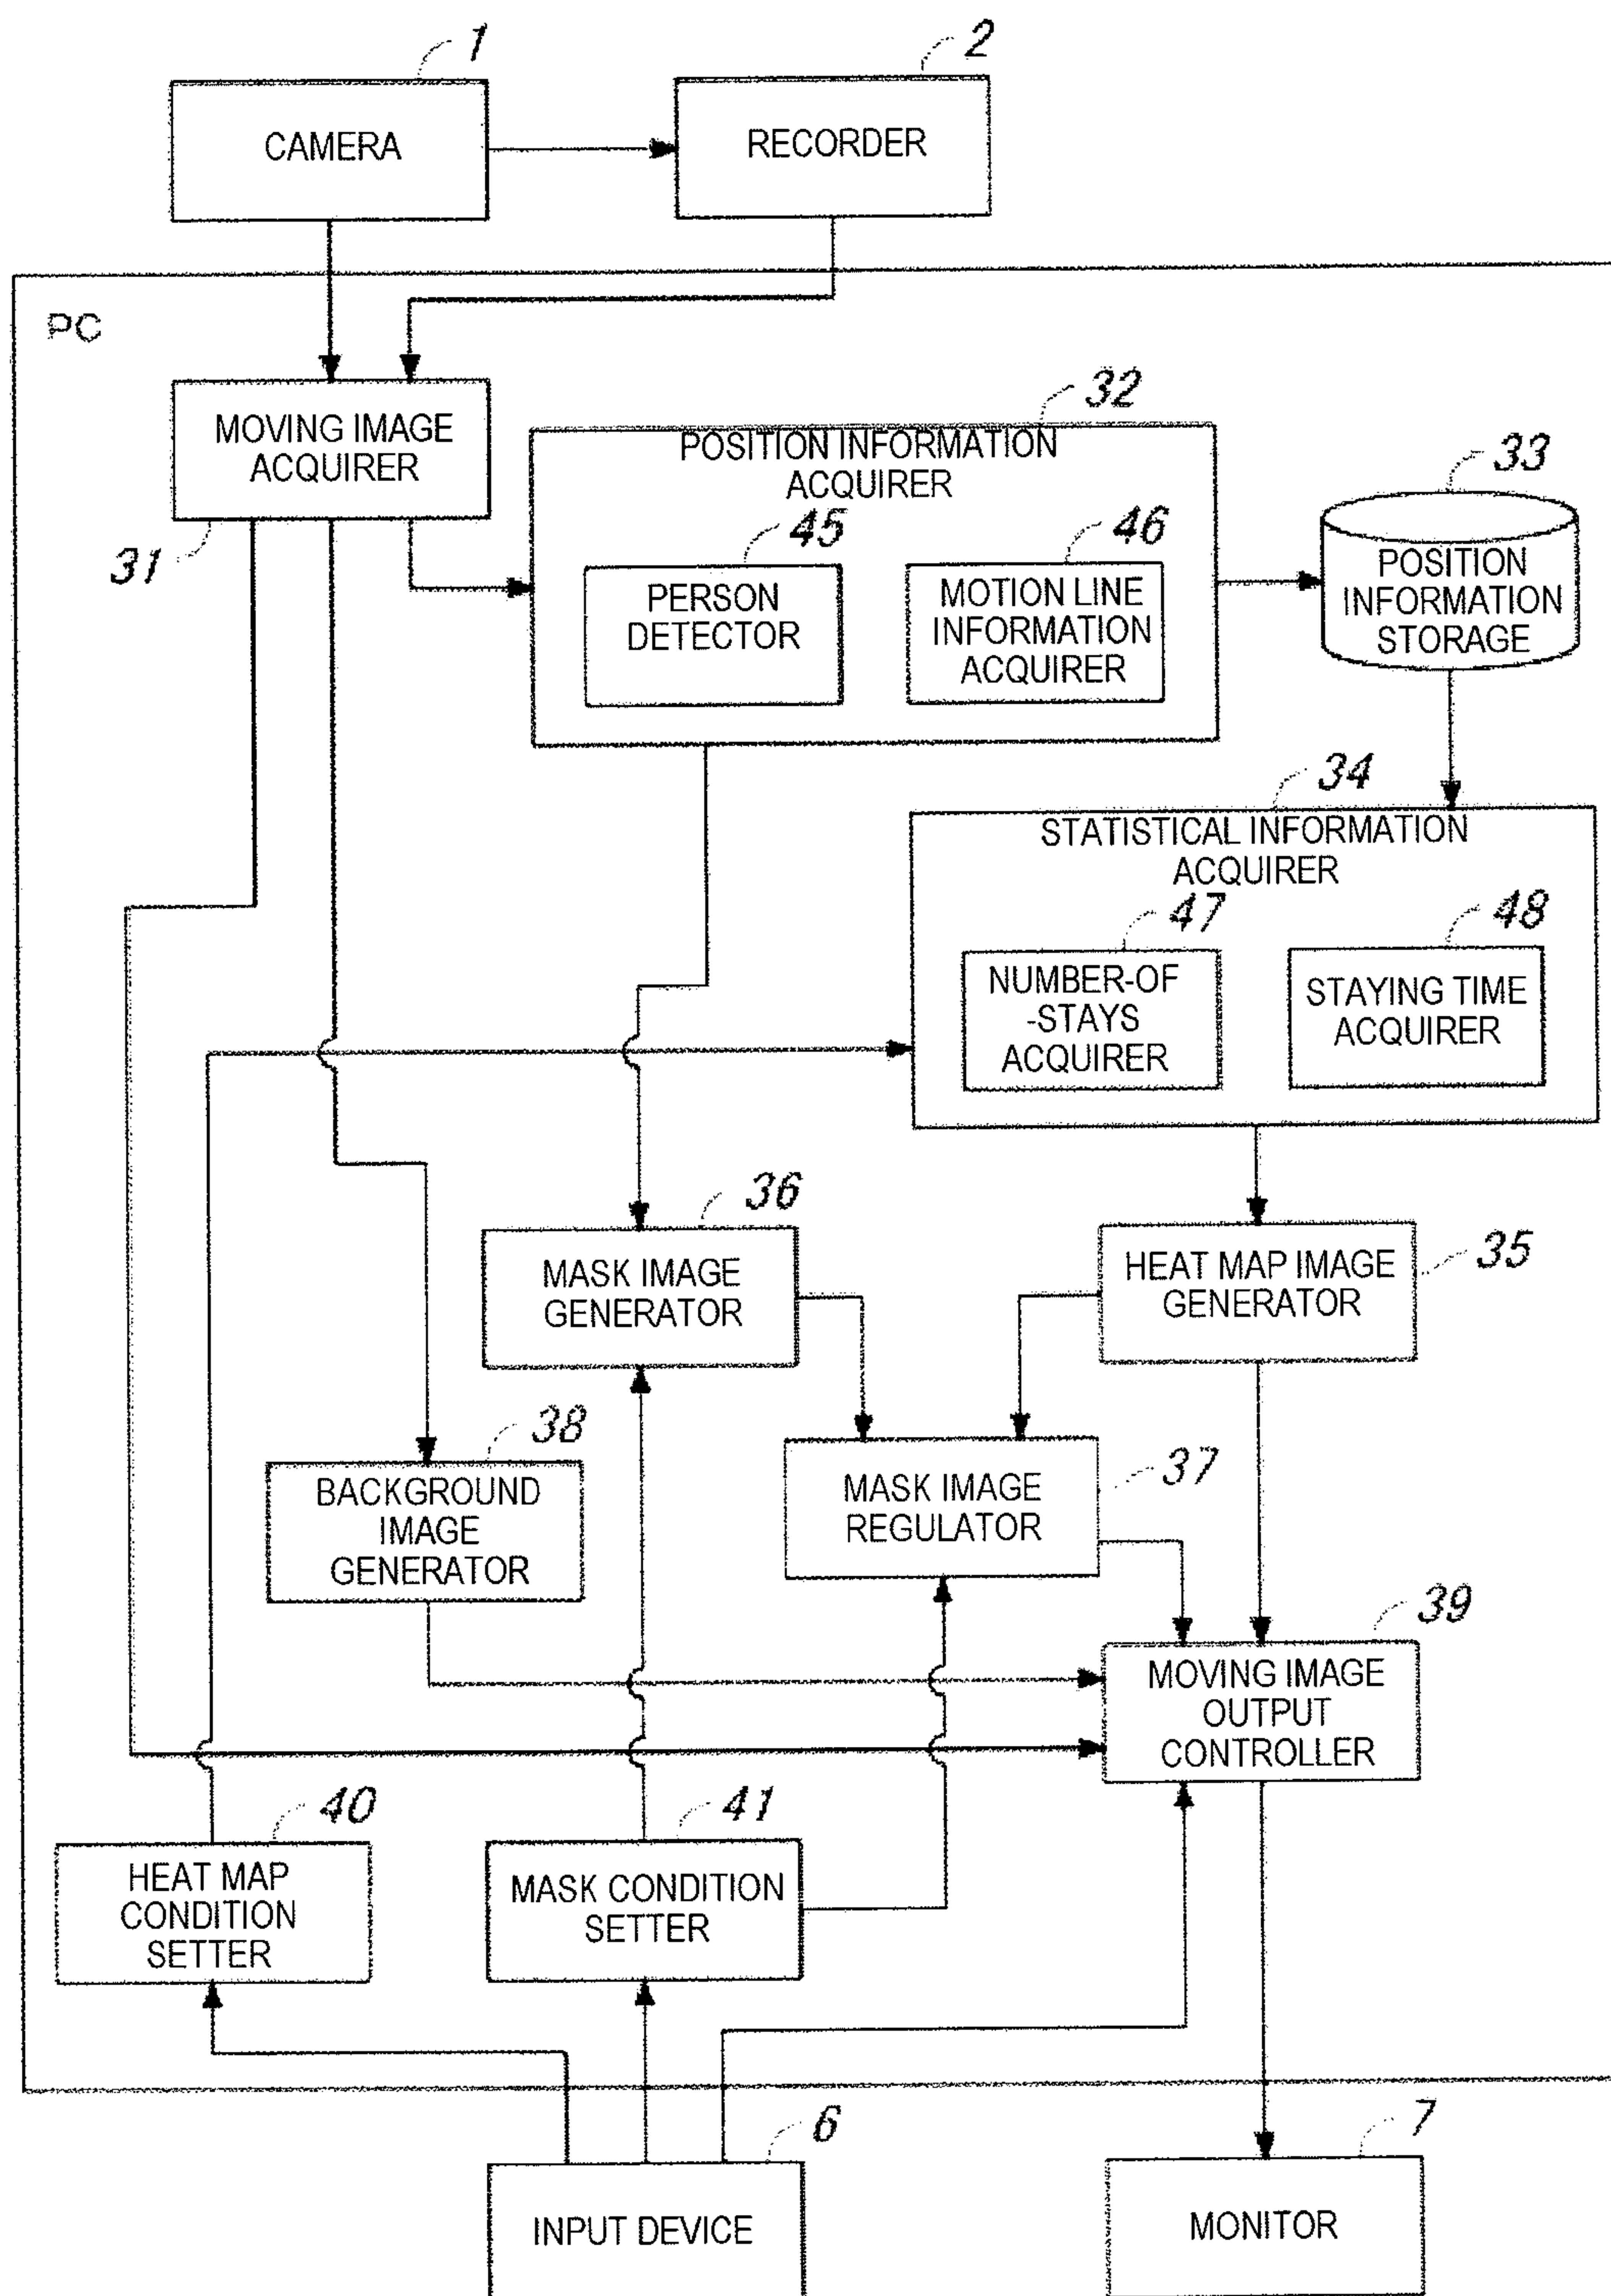 1
2
CAMERA
RECORDER
PC
MOVING IMAGE
ACQUIRER
31
32
POSITION INFORMATION
ACQUIRER
45
PERSON
DETECTOR
46
MOTION LINE
INFORMATION
ACQUIRER
33
POSITION
INFORMATION
STORAGE
34
STATISTICAL INFORMATION
ACQUIRER
47
NUMBER-OF
-STAYS
ACQUIRER
48
STAYING TIME
ACQUIRER
36
MASK IMAGE
GENERATOR
35
HEAT MAP IMAGE
GENERATOR
38
BACKGROUND
IMAGE
GENERATOR
37
MASK IMAGE
REGULATOR
39
MOVING IMAGE
OUTPUT
CONTROLLER
40
HEAT MAP
CONDITION
SETTER
41
MASK CONDITION
SETTER
6
INPUT DEVICE
7
MONITOR